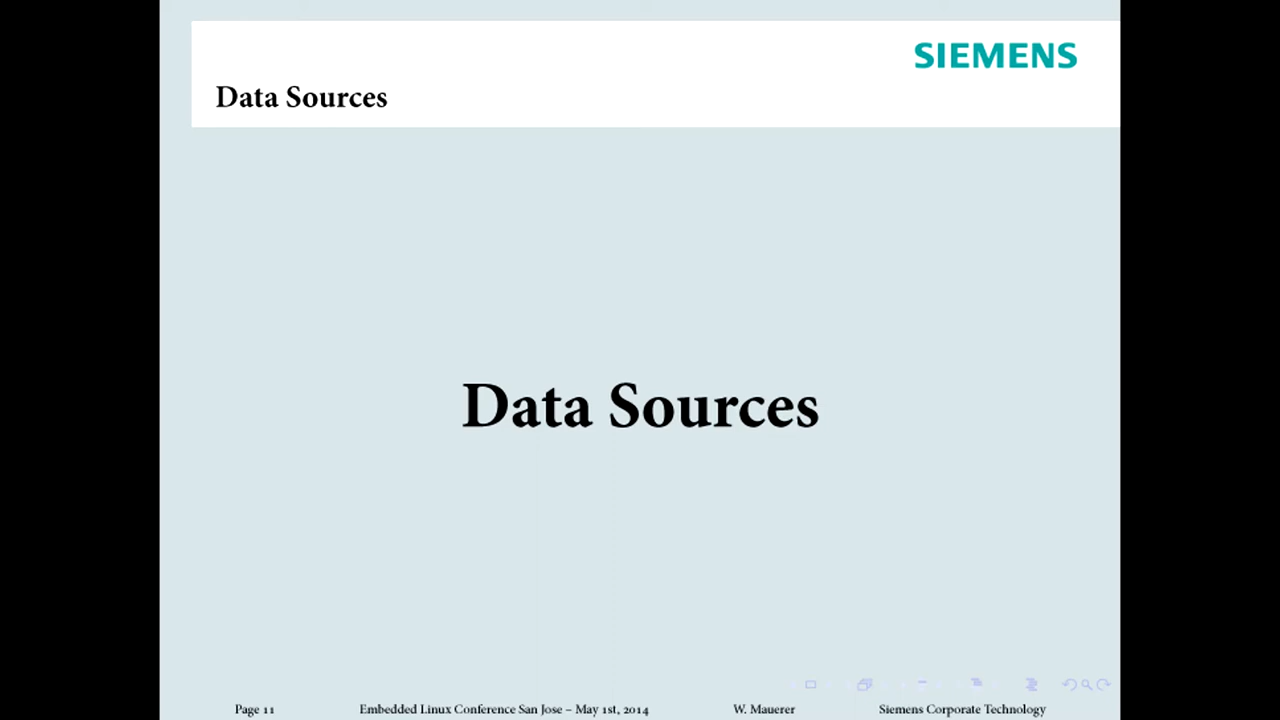 SIEMENS
Data Sources
Data Sources
Page 11 Embedded Linux Conference San Jose – May 1st, 2014 W. Mauerer Siemens Corporate Technology